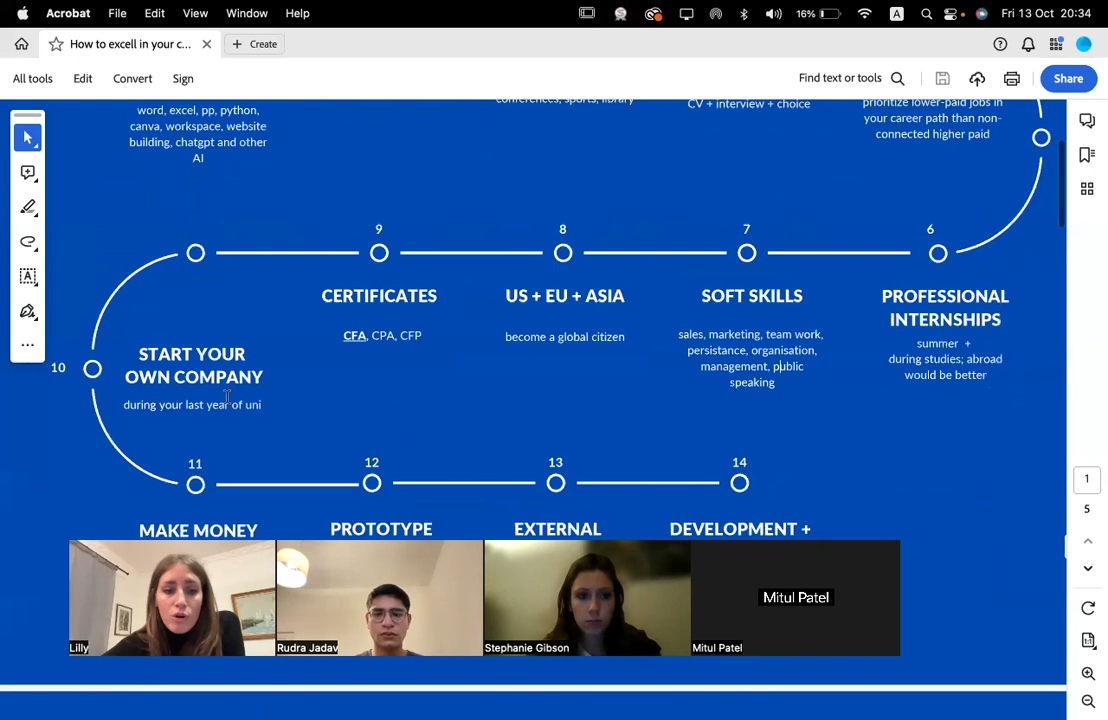 Acrobat File Edit View Window Help 16% A Fri 13 Oct 20:34
How to excell in your c... Create
All tools Edit Convert Sign Find text or tools Share
word, excel, pp, python,
canva, workspace, website
building, chatgpt and other
AI
conferences, sports, library
CV + interview + choice
prioritize lower-paid jobs in
your career path than non-
connected higher paid
9 8 7 6
CERTIFICATES
CFA, CPA, CFP
US + EU + ASIA
become a global citizen
SOFT SKILLS
sales, marketing, team work,
persistance, organisation,
management, public
speaking
PROFESSIONAL
INTERNSHIPS
summer +
during studies; abroad
would be better
10
START YOUR
OWN COMPANY
during your last year of uni
11 12 13 14
MAKE MONEY PROTOTYPE EXTERNAL DEVELOPMENT +
1
5
Mitul Patel
Lilly Rudra Jadav Stephanie Gibson Mitul Patel